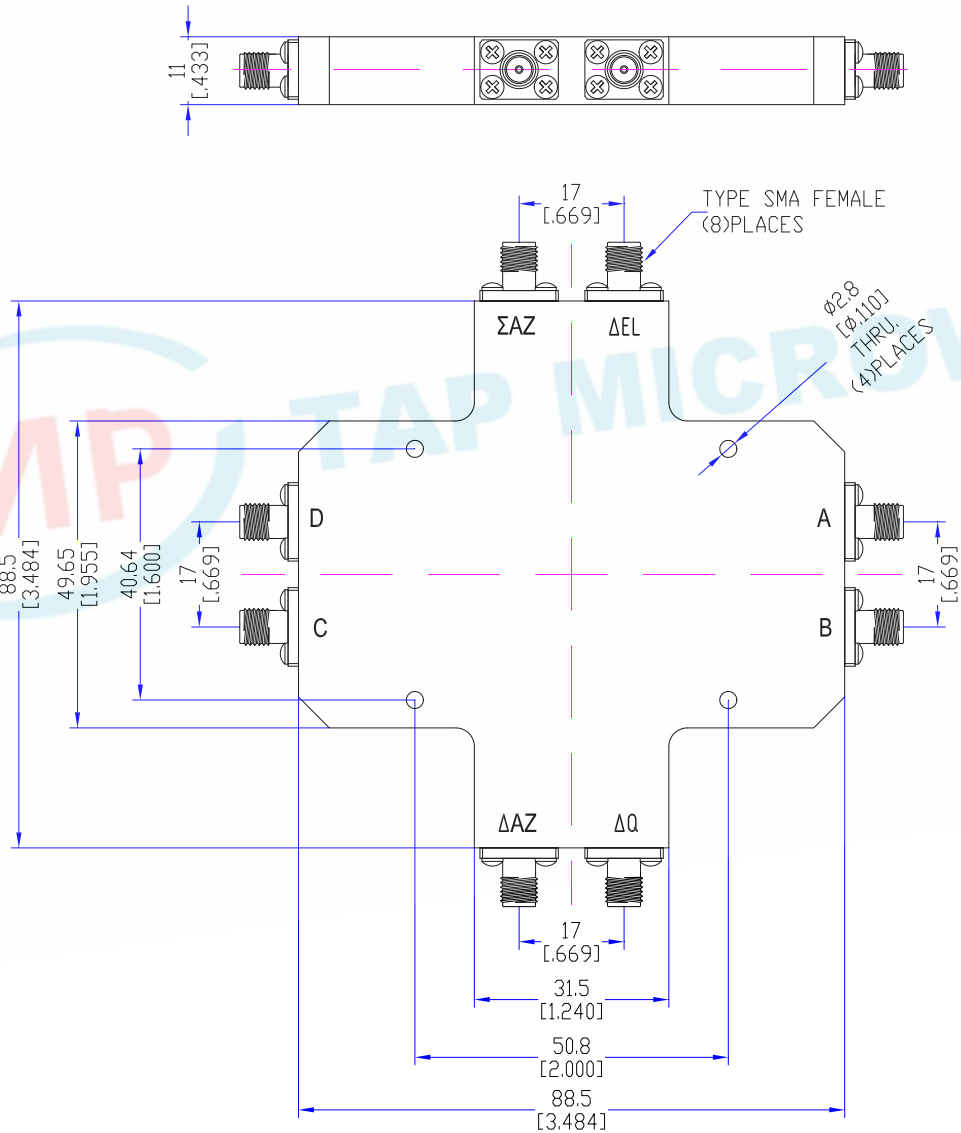 11
[.433]
17
[.669]
TYPE SMA FEMALE
(8)PLACES
ΣAZ
ΔEL
Ø2.8
[Ø.110]
THRU.
(4)PLACES
MP
TAP MICROW
D
A
88.5
[3.484]
49.65
[1.955]
40.64
[1.600]
17
[.669]
17
[.669]
C
B
ΔAZ
ΔQ
17
[.669]
31.5
[1.240]
50.8
[2.000]
88.5
[3.484]